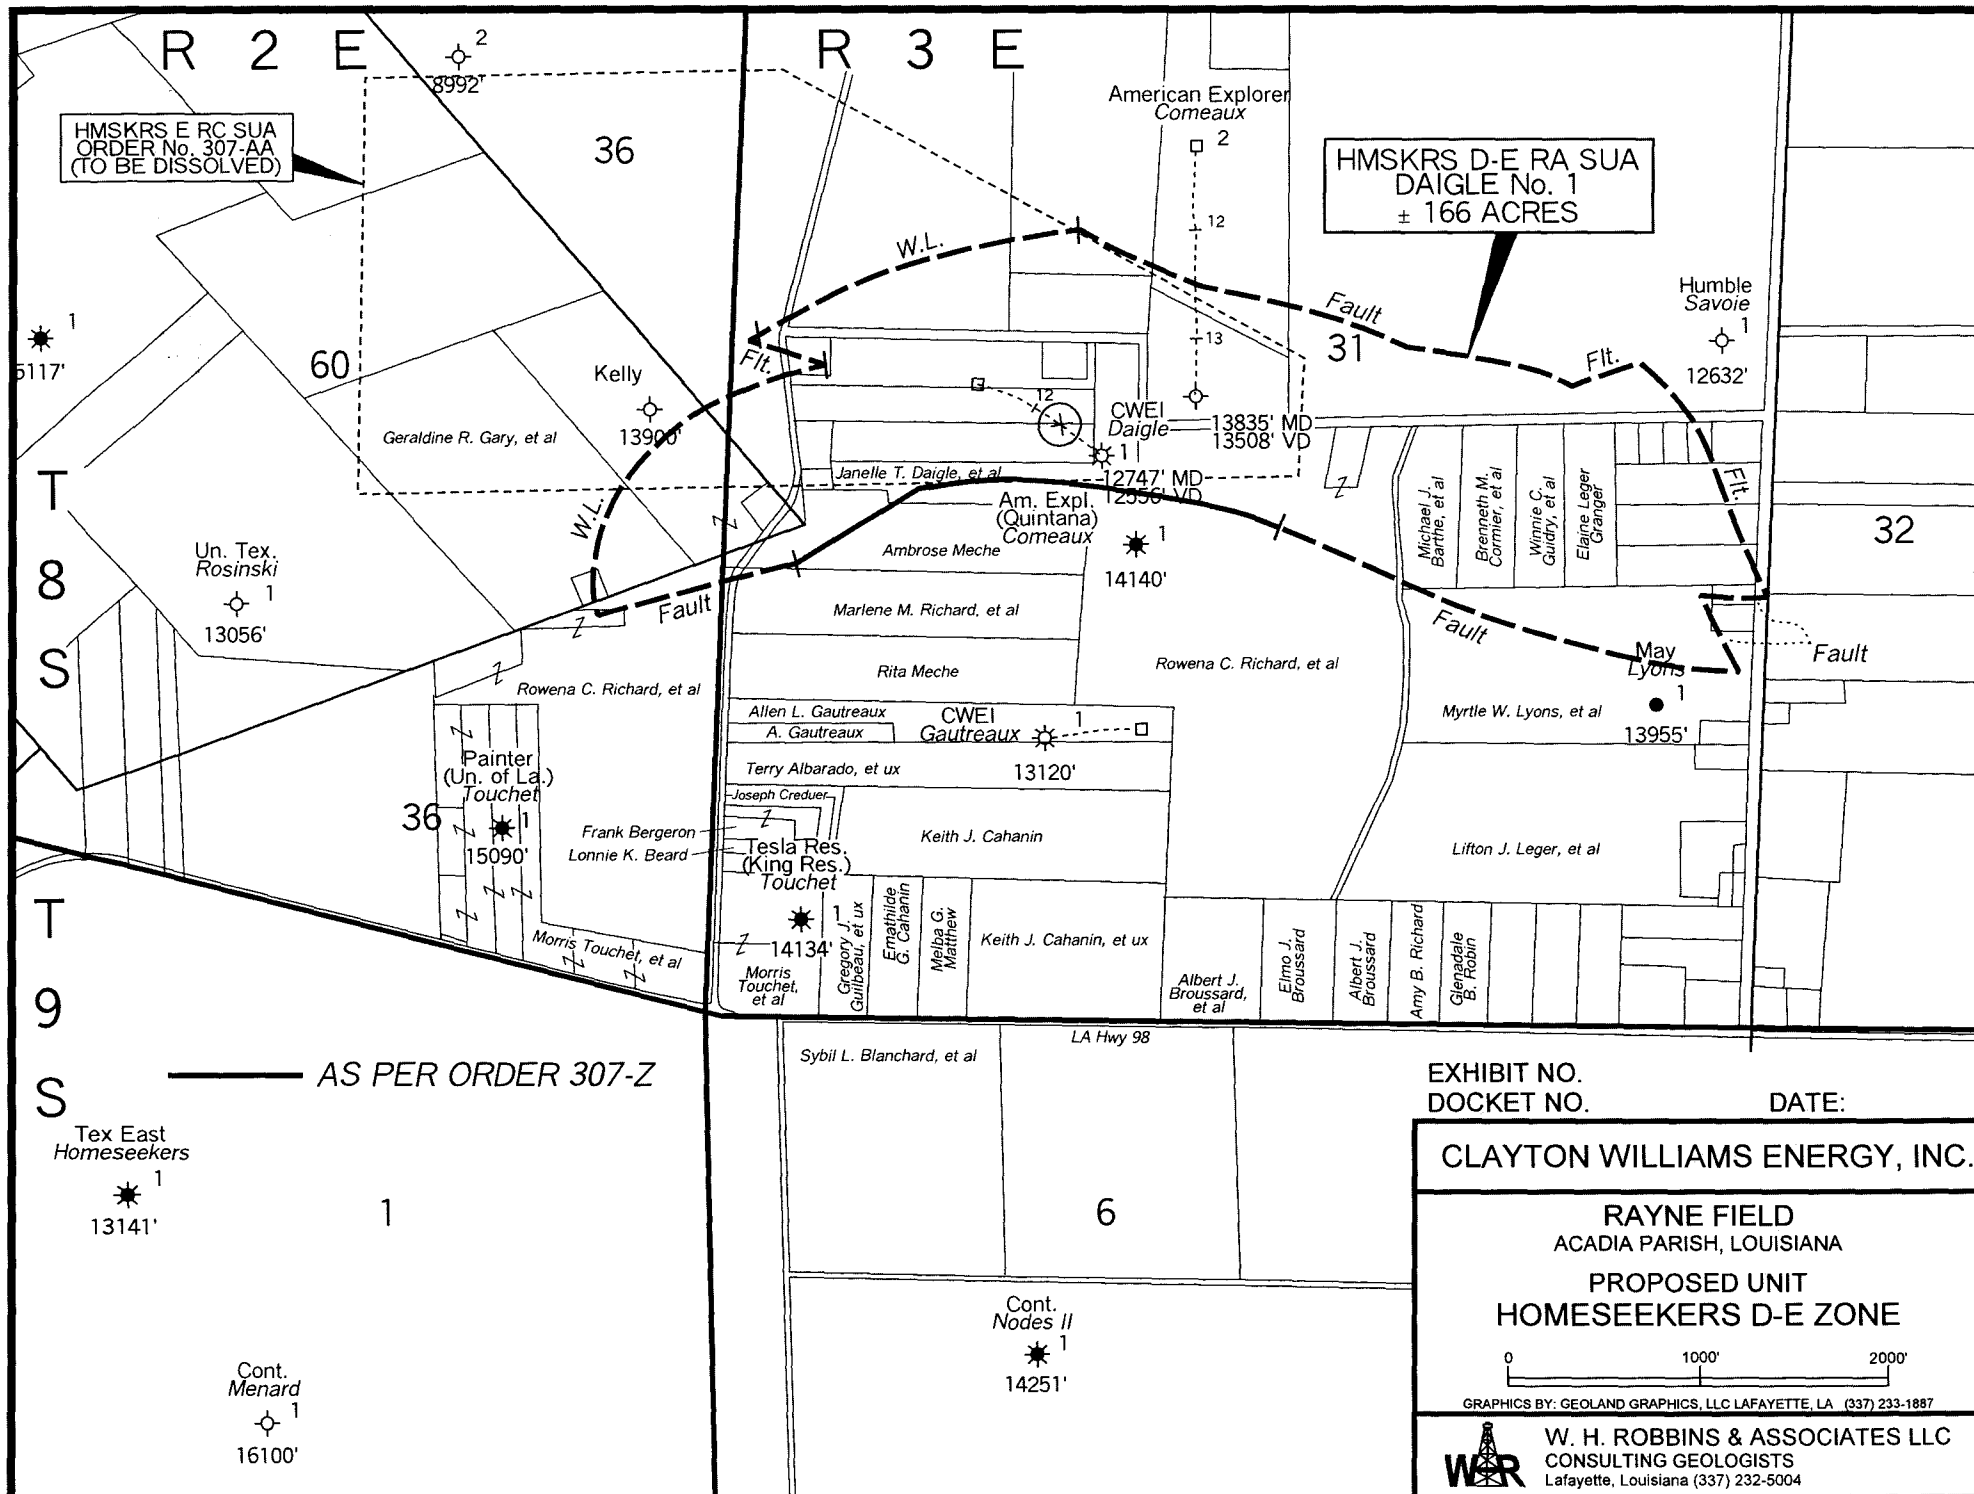 R 2 E
R 3 E
2
8992'
HMSKRS E RC SUA
ORDER No. 307-AA
(TO BE DISSOLVED)
36
American Explorer
Comeaux
2
12
13
HMSKRS D-E RA SUA
DAIGLE No. 1
± 166 ACRES
W.L.
Fault
31
Flt.
Humble
Savoie
1
12632'
1
60
Kelly
13900'
Flt.
Geraldine R. Gary, et al
12
CWEI
Daigle
1
13835' MD
13508' VD
12747' MD
Janelle T. Daigle, et al
T
8
S
W.L.
Un. Tex.
Rosinski
1
13056'
Z
Am. Expl.
(Quintana)
Comeaux
1
14140'
Ambrose Meche
Z
Michael J.
Barthe, et al
Brenneth M.
Cormier, et al
Winnie C.
Guidry, et al
Elaine Leger
Granger
Flt.
32
Fault
Z
Marlene M. Richard, et al
Fault
Rita Meche
Rowena C. Richard, et al
May
Lyons
1
13955'
Fault
Z
Rowena C. Richard, et al
Myrtle W. Lyons, et al
Allen L. Gautreaux
A. Gautreaux
CWEI
Gautreaux
1
13120'
Z
Painter
(Un. of La.)
Touchet
1
15090'
36
Z
Terry Albarado, et ux
Joseph Creduer
Z
Frank Bergeron
Lonnie K. Beard
Keith J. Cahanin
Lifton J. Leger, et al
Tesla Res.
(King Res.)
Touchet
1
14134'
Z Z
Z
Z
Morris Touchet, et al
Z
Z
Morris
Touchet,
et al
Gregory J.
Guilbeau, et ux
Emathilde
G. Cahanin
Melba G.
Matthew
Keith J. Cahanin, et ux
Albert J.
Broussard,
et al
Elmo J.
Broussard
Albert J.
Broussard
Amy B. Richard
Glenadale
B. Robin
T
9
S
LA Hwy 98
Sybil L. Blanchard, et al
AS PER ORDER 307-Z
Tex East
Homeseekers
1
13141'
1
6
Cont.
Nodes II
1
14251'
Cont.
Menard
1
16100'
EXHIBIT NO.
DOCKET NO. DATE:
CLAYTON WILLIAMS ENERGY, INC.
RAYNE FIELD
ACADIA PARISH, LOUISIANA
PROPOSED UNIT
HOMESEEKERS D-E ZONE
0 1000' 2000'
GRAPHICS BY: GEOLAND GRAPHICS, LLC LAFAYETTE, LA (337) 233-1887
W. H. ROBBINS & ASSOCIATES LLC
CONSULTING GEOLOGISTS
Lafayette, Louisiana (337) 232-5004